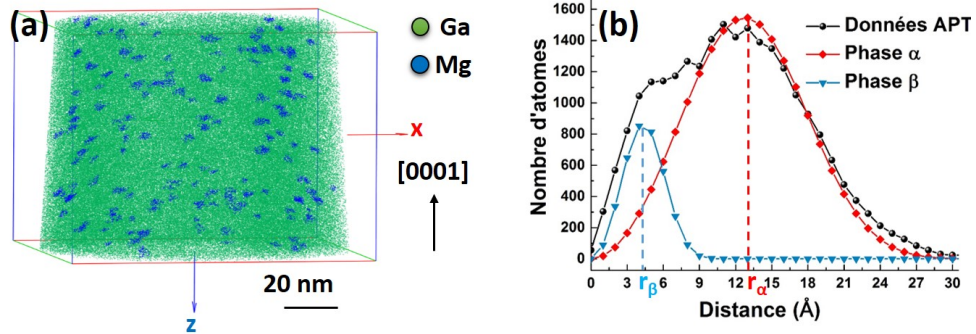 (a)
Ga
Mg
X
[0001]
20 nm
z
(b)
Données APT
Phase α
Phase β
Nombre d'atomes
1600
1400
1200
1000
800
600
400
200
0
0 3 6 9 12 15 18 21 24 27 30
rβ
rα
Distance (Å)